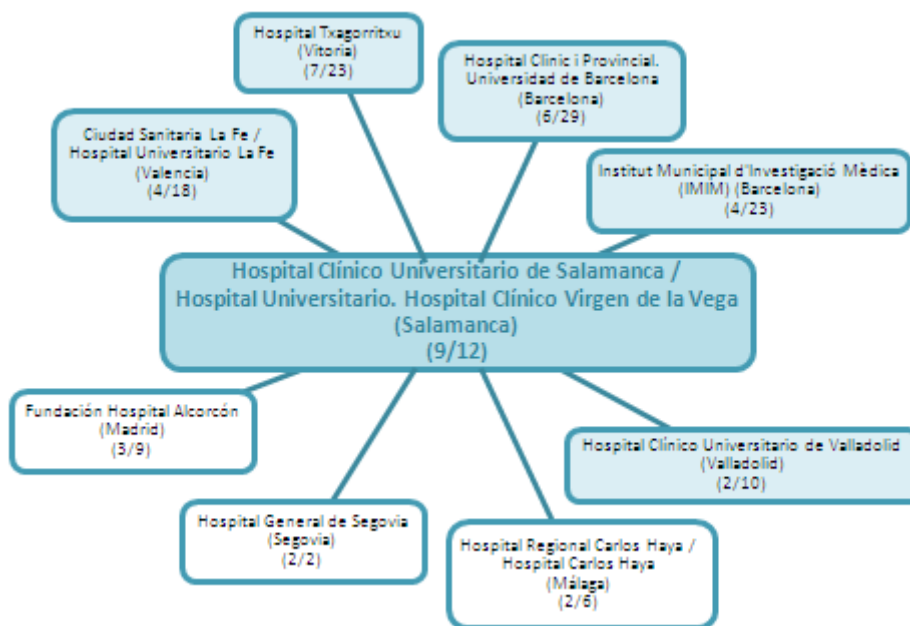 Hospital Txagorritxu
(Vitoria)
(7/23)
Hospital Clinic i Provincial.
Universidad de Barcelona
(Barcelona)
(6/29)
Ciudad Sanitaria La Fe /
Hospital Universitario La Fe
(Valencia)
(4/18)
Institut Municipal d'Investigació Mèdica
(IMIM) (Barcelona)
(4/23)
Hospital Clínico Universitario de Salamanca /
Hospital Universitario. Hospital Clínico Virgen de la Vega
(Salamanca)
(9/12)
Fundación Hospital Alcorcón
(Madrid)
(3/9)
Hospital Clínico Universitario de Valladolid
(Valladolid)
(2/10)
Hospital General de Segovia
(Segovia)
(2/2)
Hospital Regional Carlos Haya /
Hospital Carlos Haya
(Málaga)
(2/6)